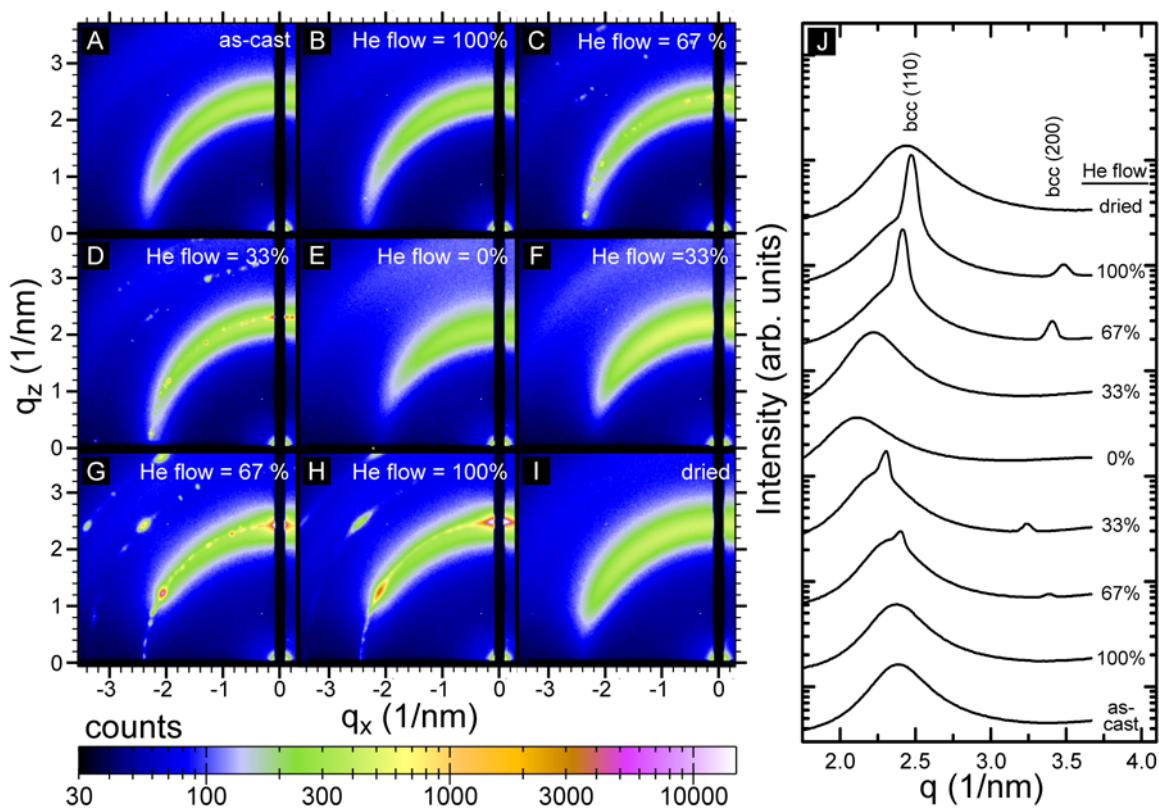 A as-cast
B He flow = 100%
C He flow = 67 %
D He flow = 33%
E He flow = 0%
F He flow =33%
G He flow = 67 %
H He flow = 100%
I dried
3
2
1
0
3
2
1
0
3
2
1
0
qz (1/nm)
-3 -2 -1 0
-3 -2 -1 0
-3 -2 -1 0
qx (1/nm)
counts
30 100 300 1000 3000 10000
J
bcc (110)
bcc (200)
He flow
dried
100%
67%
33%
0%
33%
67%
100%
as-
cast
Intensity (arb. units)
2.0 2.5 3.0 3.5 4.0
q (1/nm)